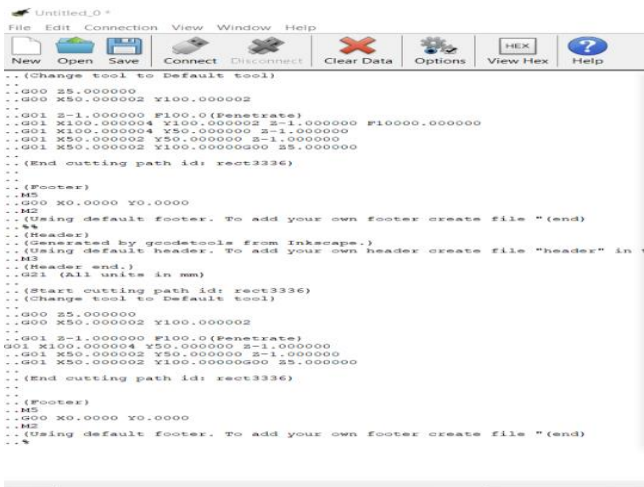 Untitled_0 *
File Edit Connection View Window Help
New Open Save Connect Disconnect Clear Data Options HEX View Hex Help
..(Change tool to Default tool)
..
..G00 Z5.000000
..G00 X50.000002 Y100.000002
..
..G01 Z-1.000000 F100.0(Penetrate)
..G01 X100.000004 Y100.000002 Z-1.000000 F10000.000000
..G01 X100.000004 Y50.000000 Z-1.000000
..G01 X50.000002 Y50.000000 Z-1.000000
..G01 X50.000002 Y100.00000G00 Z5.000000
..
..(End cutting path id: rect3336)
..
..
..(Footer)
..M5
..G00 X0.0000 Y0.0000
..M2
..(Using default footer. To add your own footer create file "(end)
..%%
..(Header)
..(Generated by gcodetools from Inkscape.)
..(Using default header. To add your own header create file "header" in
..M3
..(Header end.)
..G21 (All units in mm)
..
..(Start cutting path id: rect3336)
..(Change tool to Default tool)
..
..G00 Z5.000000
..G00 X50.000002 Y100.000002
..
..G01 Z-1.000000 F100.0(Penetrate)
G01 X100.000004 Y50.000000 Z-1.000000
..G01 X50.000002 Y50.000000 Z-1.000000
..G01 X50.000002 Y100.00000G00 Z5.000000
..
..(End cutting path id: rect3336)
..
..
..(Footer)
..M5
..G00 X0.0000 Y0.0000
..M2
..(Using default footer. To add your own footer create file "(end)
..%